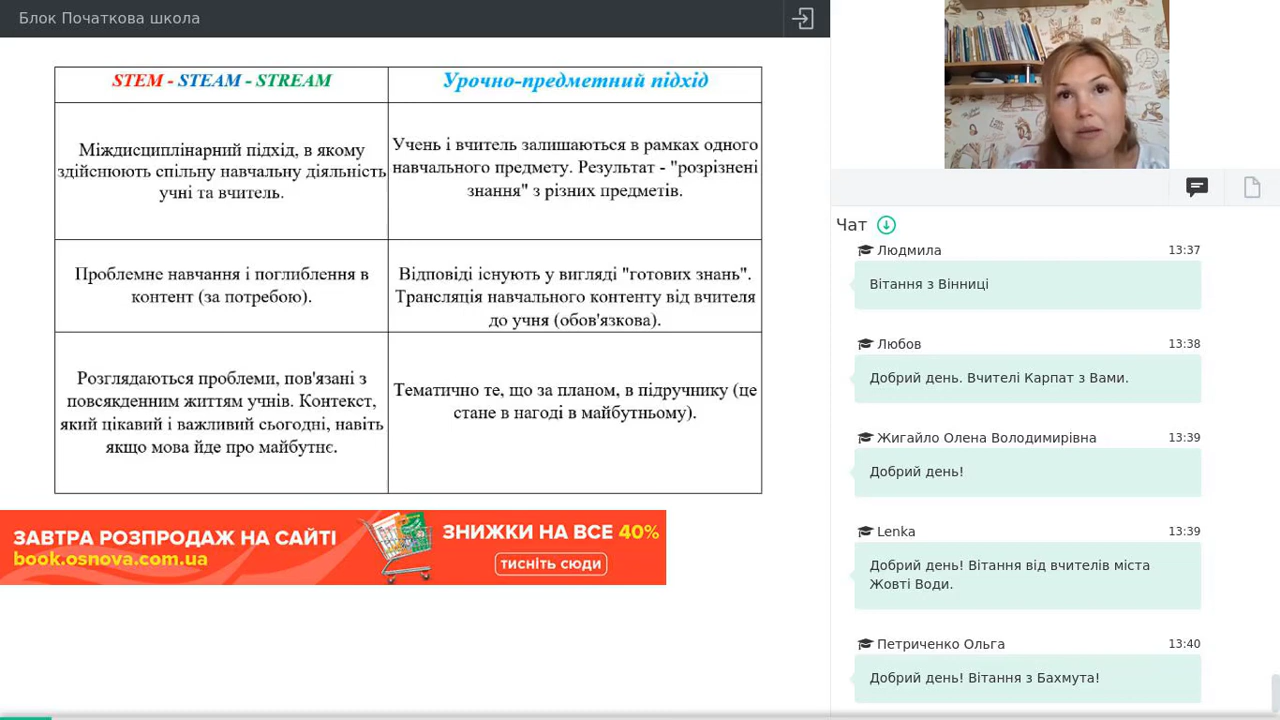 Блок Початкова школа
STEM - STEAM - STREAM
Урочно-предметний підхід
Міждисциплінарний підхід, в якому
здійснюють спільну навчальну діяльність
учні та вчитель.
Учень і вчитель залишаються в рамках одного
навчального предмету. Результат - "розрізнені
знання" з різних предметів.
Проблемне навчання і поглиблення в
контент (за потребою).
Відповіді існують у вигляді "готових знань".
Трансляція навчального контенту від вчителя
до учня (обов'язкова).
Розглядаються проблеми, пов'язані з
повсякденним життям учнів. Контекст,
який цікавий і важливий сьогодні, навіть
якщо мова йде про майбутнє.
Тематично те, що за планом, в підручнику (це
стане в нагоді в майбутньому).
ЗАВТРА РОЗПРОДАЖ НА САЙТІ
book.osnova.com.ua
ЗНИЖКИ НА ВСЕ 40%
тисніть сюди
Чат
Людмила 13:37
Вітання з Вінниці
Любов 13:38
Добрий день. Вчителі Карпат з Вами.
Жигайло Олена Володимирівна 13:39
Добрий день!
Lenka 13:39
Добрий день! Вітання від вчителів міста
Жовті Води.
Петриченко Ольга 13:40
Добрий день! Вітання з Бахмута!